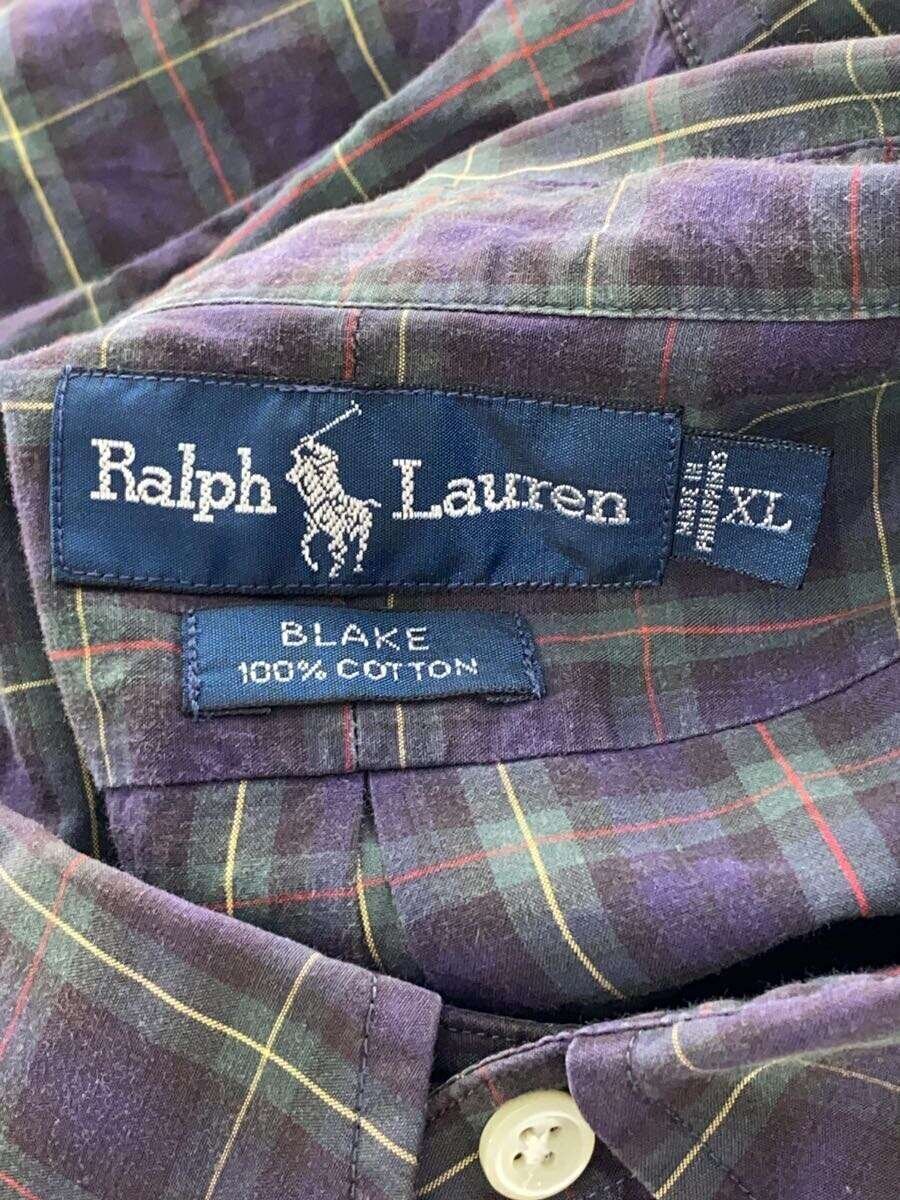 Ralph Lauren
MADE IN
PHILIPPINES
XL
BLAKE
100% COTTON